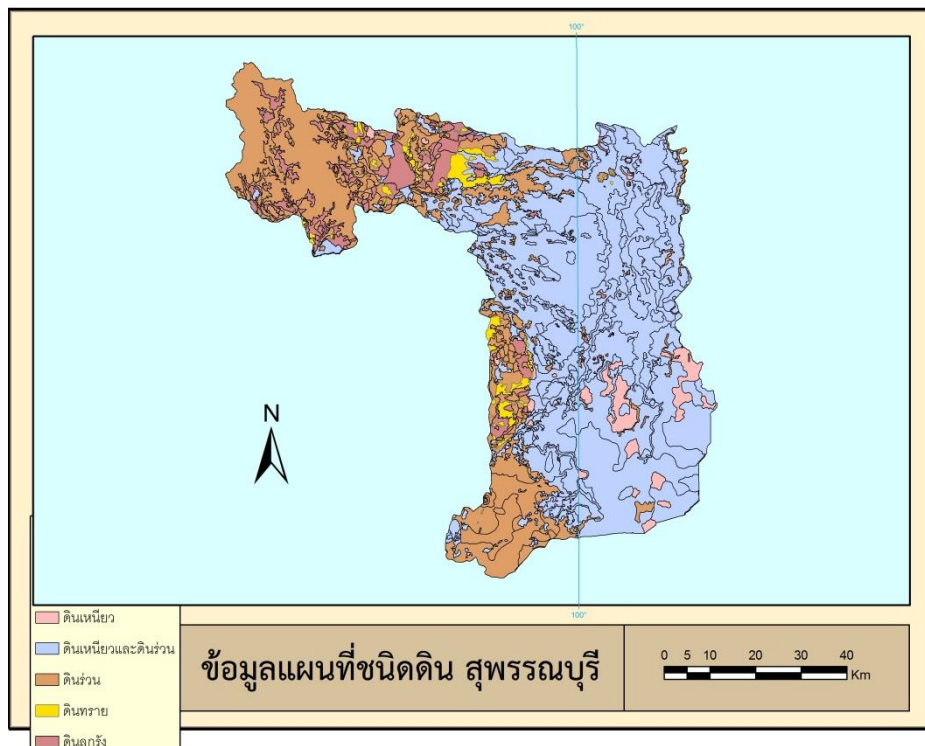 100°
N
100°
ดินเหนียว
ดินเหนียวและดินร่วน
ดินร่วน
ดินทราย
ดินลูกรัง
ข้อมูลแผนที่ชนิดดิน สุพรรณบุรี
0 5 10 20 30 40
Km